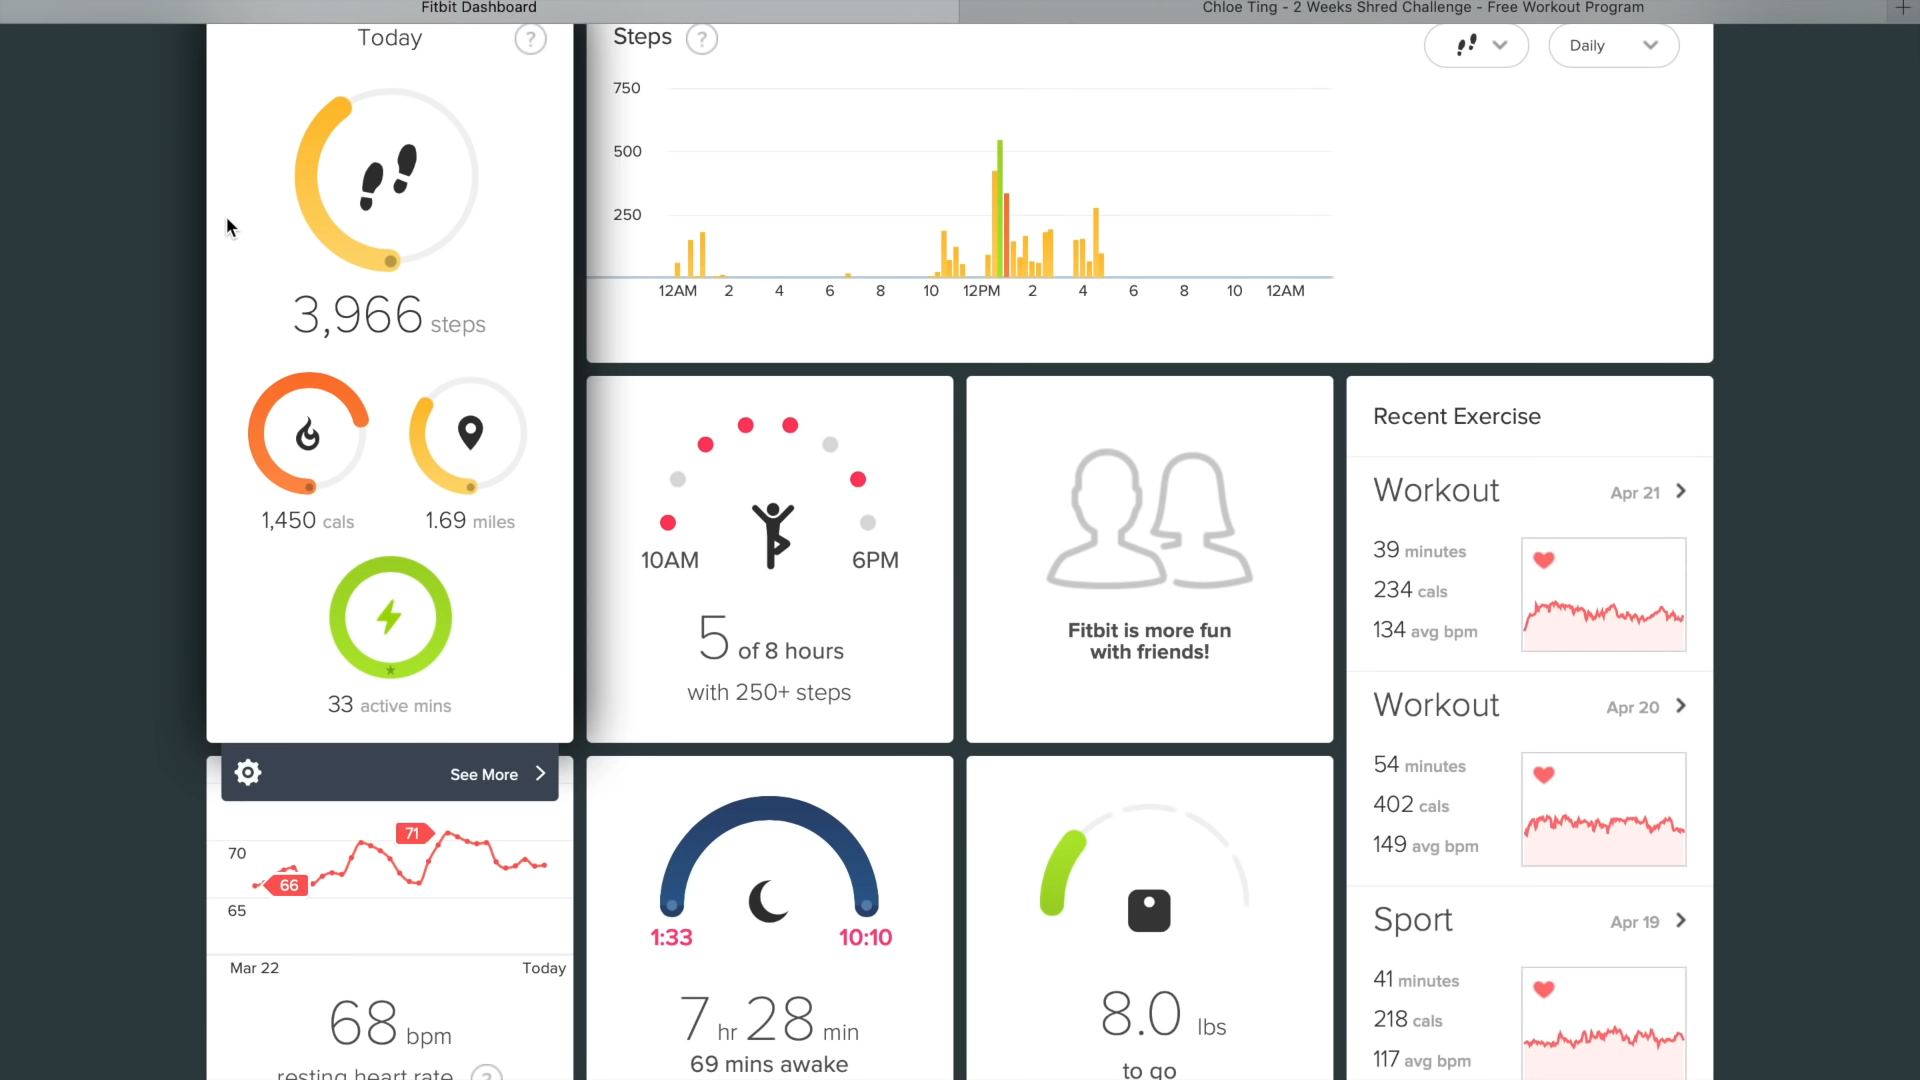 Fitbit Dashboard
Chloe Ting - 2 Weeks Shred Challenge - Free Workout Program
Today
?
3,966 steps
1,450 cals
1.69 miles
33 active mins
See More
Steps
?
Daily
750
500
250
12AM 2 4 6 8 10 12PM 2 4 6 8 10 12AM
10AM
6PM
5 of 8 hours
with 250+ steps
Fitbit is more fun
with friends!
Recent Exercise
Workout
Apr 21
39 minutes
234 cals
134 avg bpm
Workout
Apr 20
54 minutes
402 cals
149 avg bpm
Sport
Apr 19
41 minutes
218 cals
117 avg bpm
71
70
66
65
Mar 22
Today
68 bpm
resting heart rate
?
1:33
10:10
7 hr 28 min
69 mins awake
8.0 lbs
to go